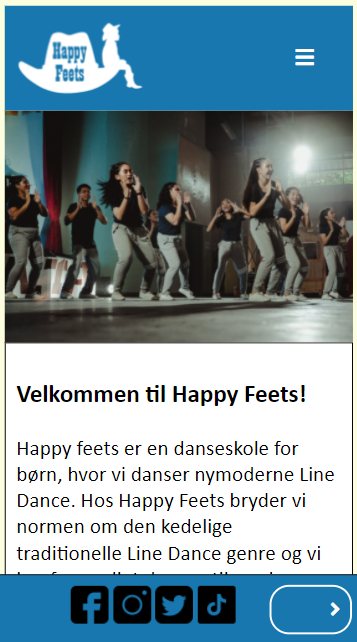 Happy
Feets
Velkommen til Happy Feets!
Happy feets er en danseskole for
børn, hvor vi danser nymoderne Line
Dance. Hos Happy Feets bryder vi
normen om den kedelige
traditionelle Line Dance genre og vi